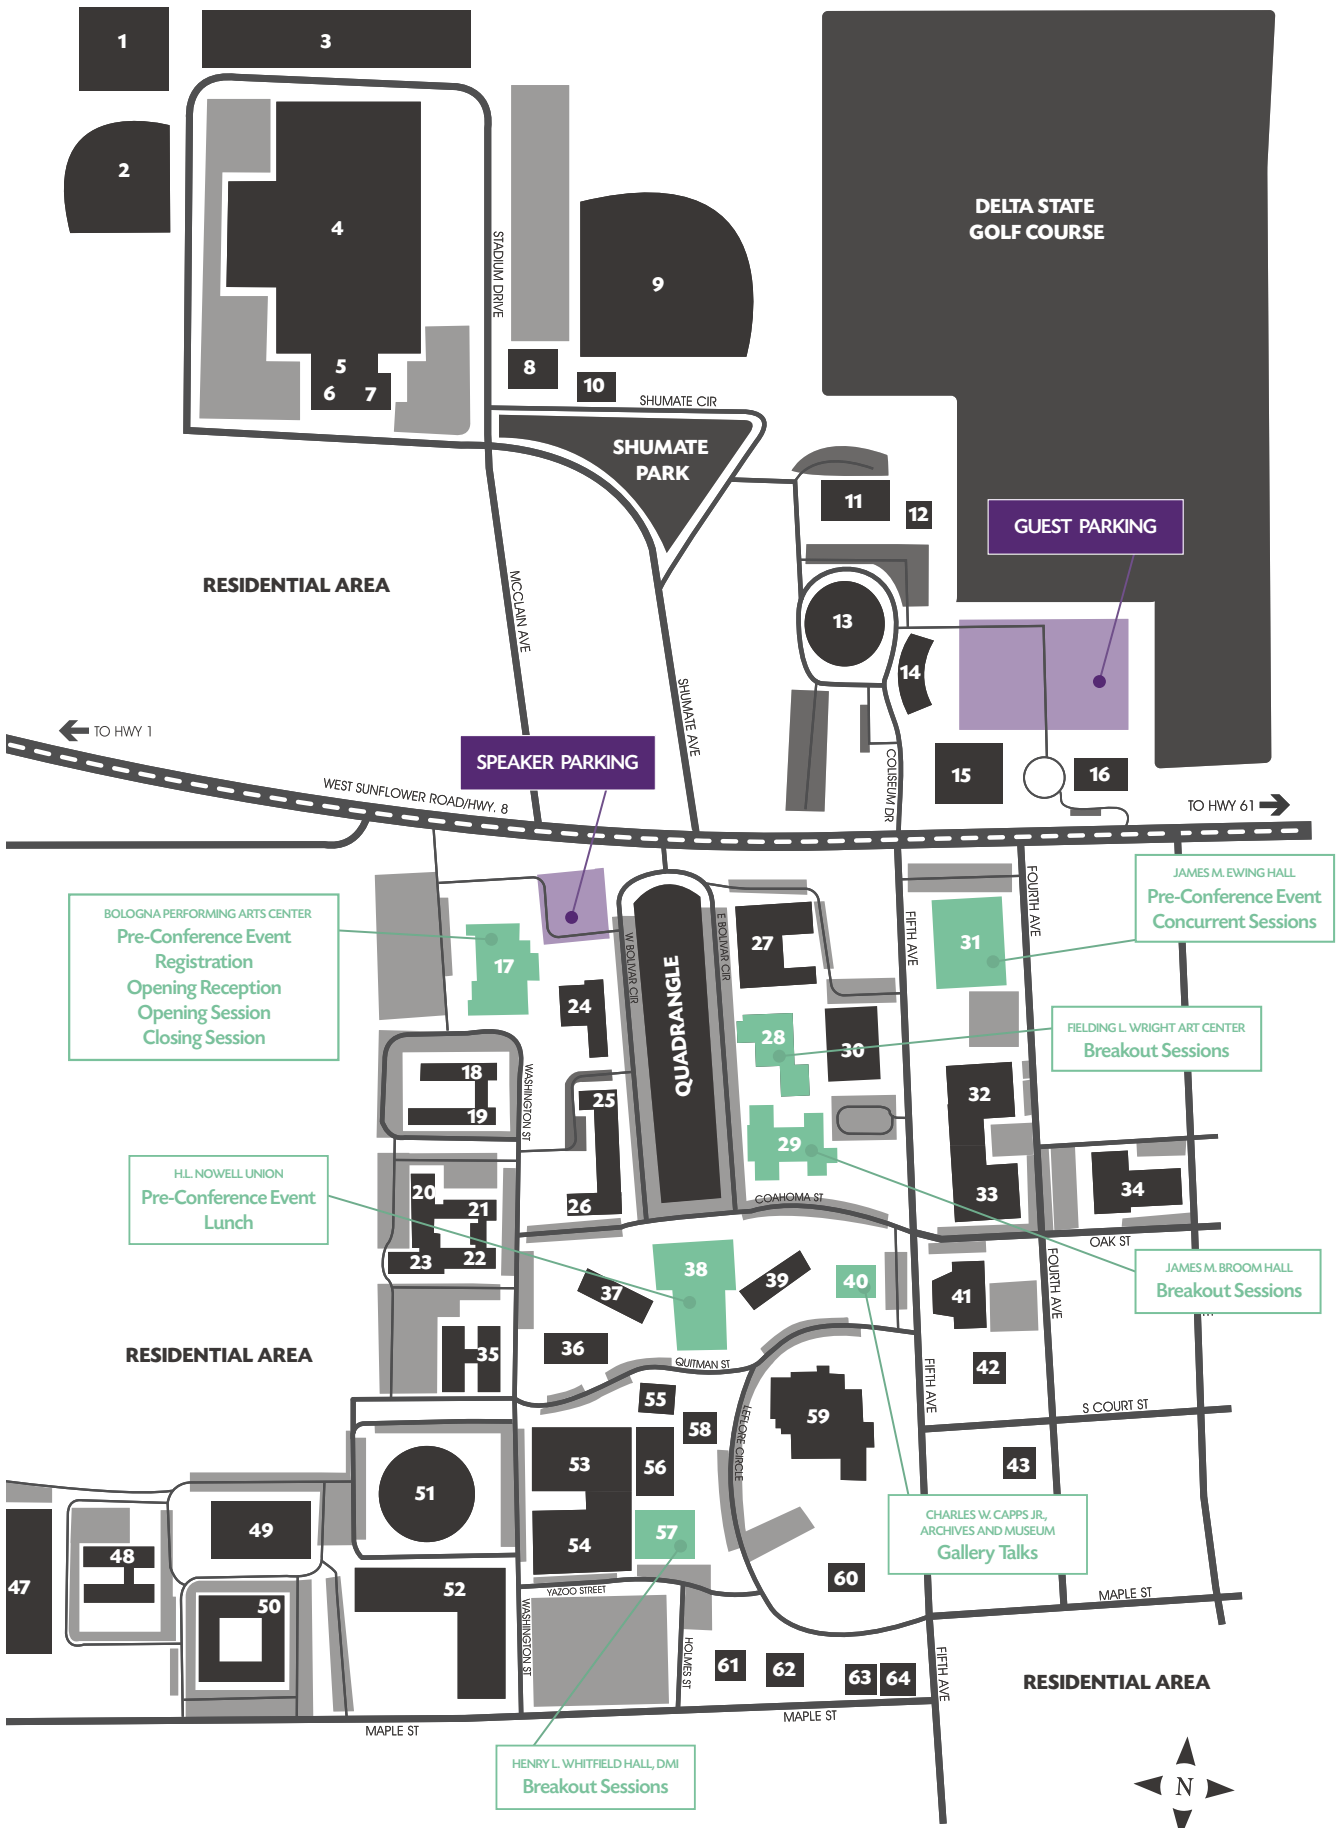 1
3
2
4
DELTA STATE
GOLF COURSE
STADIUM DRIVE
9
5
6
7
8
10
SHUMATE CIR
SHUMATE
PARK
11
12
GUEST PARKING
RESIDENTIAL AREA
MCCLAIN AVE
13
14
SHUMATE AVE
TO HWY 1
SPEAKER PARKING
COLISEUM DR
15
16
WEST SUNFLOWER ROAD/HWY. 8
TO HWY 61
JAMES M. EWING HALL
Pre-Conference Event
Concurrent Sessions
FOURTH AVE
FIFTH AVE
BOLOGNA PERFORMING ARTS CENTER
Pre-Conference Event
Registration
Opening Reception
Opening Session
Closing Session
17
W BOLIVAR CIR
E BOLIVAR CIR
QUADRANGLE
27
31
24
28
30
FIELDING L. WRIGHT ART CENTER
Breakout Sessions
18
19
WASHINGTON ST
25
32
29
H.L. NOWELL UNION
Pre-Conference Event
Lunch
20
21
26
COAHOMA ST
33
34
23
22
OAK ST
FOURTH AVE
JAMES M. BROOM HALL
Breakout Sessions
37
38
39
40
41
RESIDENTIAL AREA
35
36
QUITMAN ST
42
FIFTH AVE
55
58
59
LEFLORE CIRCLE
S COURT ST
53
56
43
51
49
57
54
CHARLES W. CAPPS JR.,
ARCHIVES AND MUSEUM
Gallery Talks
48
47
52
50
YAZOO STREET
60
MAPLE ST
WASHINGTON ST
HOLMES ST
61
62
63
64
FIFTH AVE
RESIDENTIAL AREA
MAPLE ST
MAPLE ST
HENRY L. WHITFIELD HALL, DMI
Breakout Sessions
N